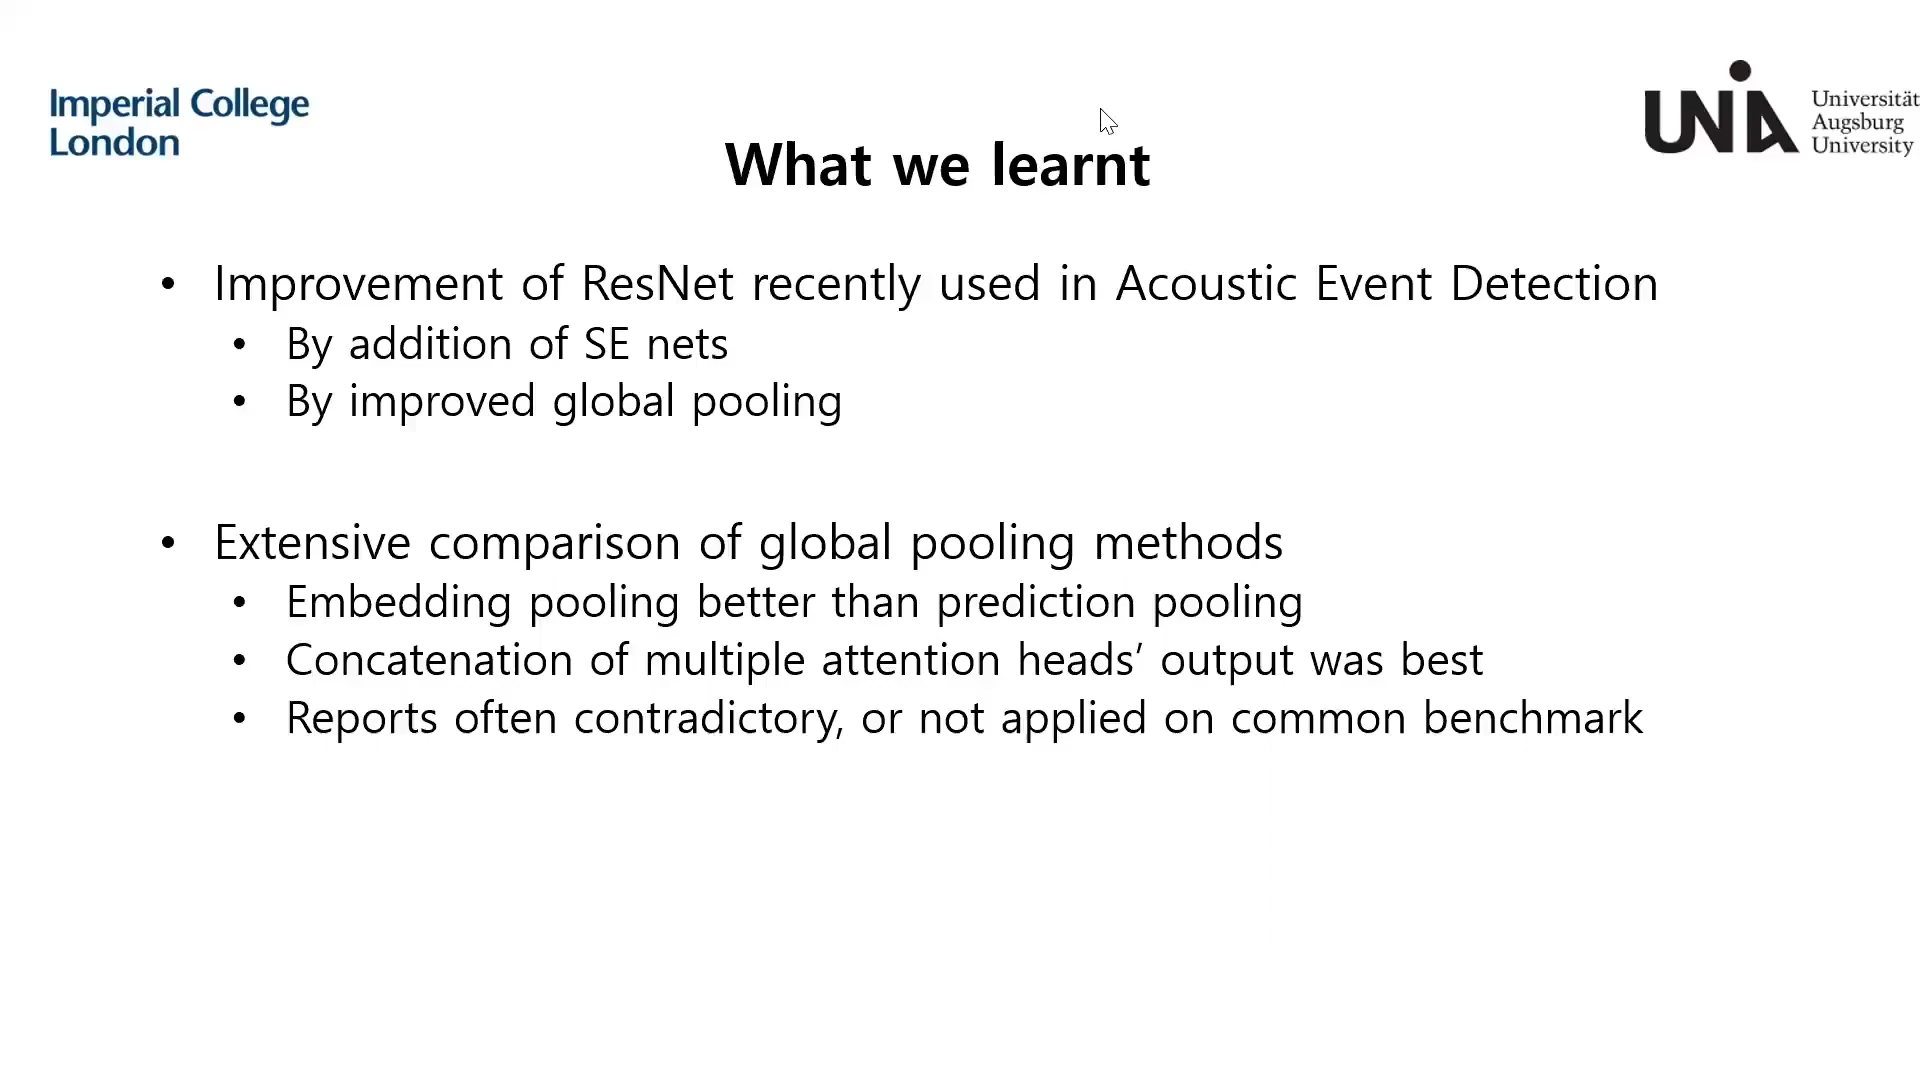 Imperial College
London
UNIA
Universität
Augsburg
University
What we learnt
• Improvement of ResNet recently used in Acoustic Event Detection
• By addition of SE nets
• By improved global pooling
• Extensive comparison of global pooling methods
• Embedding pooling better than prediction pooling
• Concatenation of multiple attention heads’ output was best
• Reports often contradictory, or not applied on common benchmark